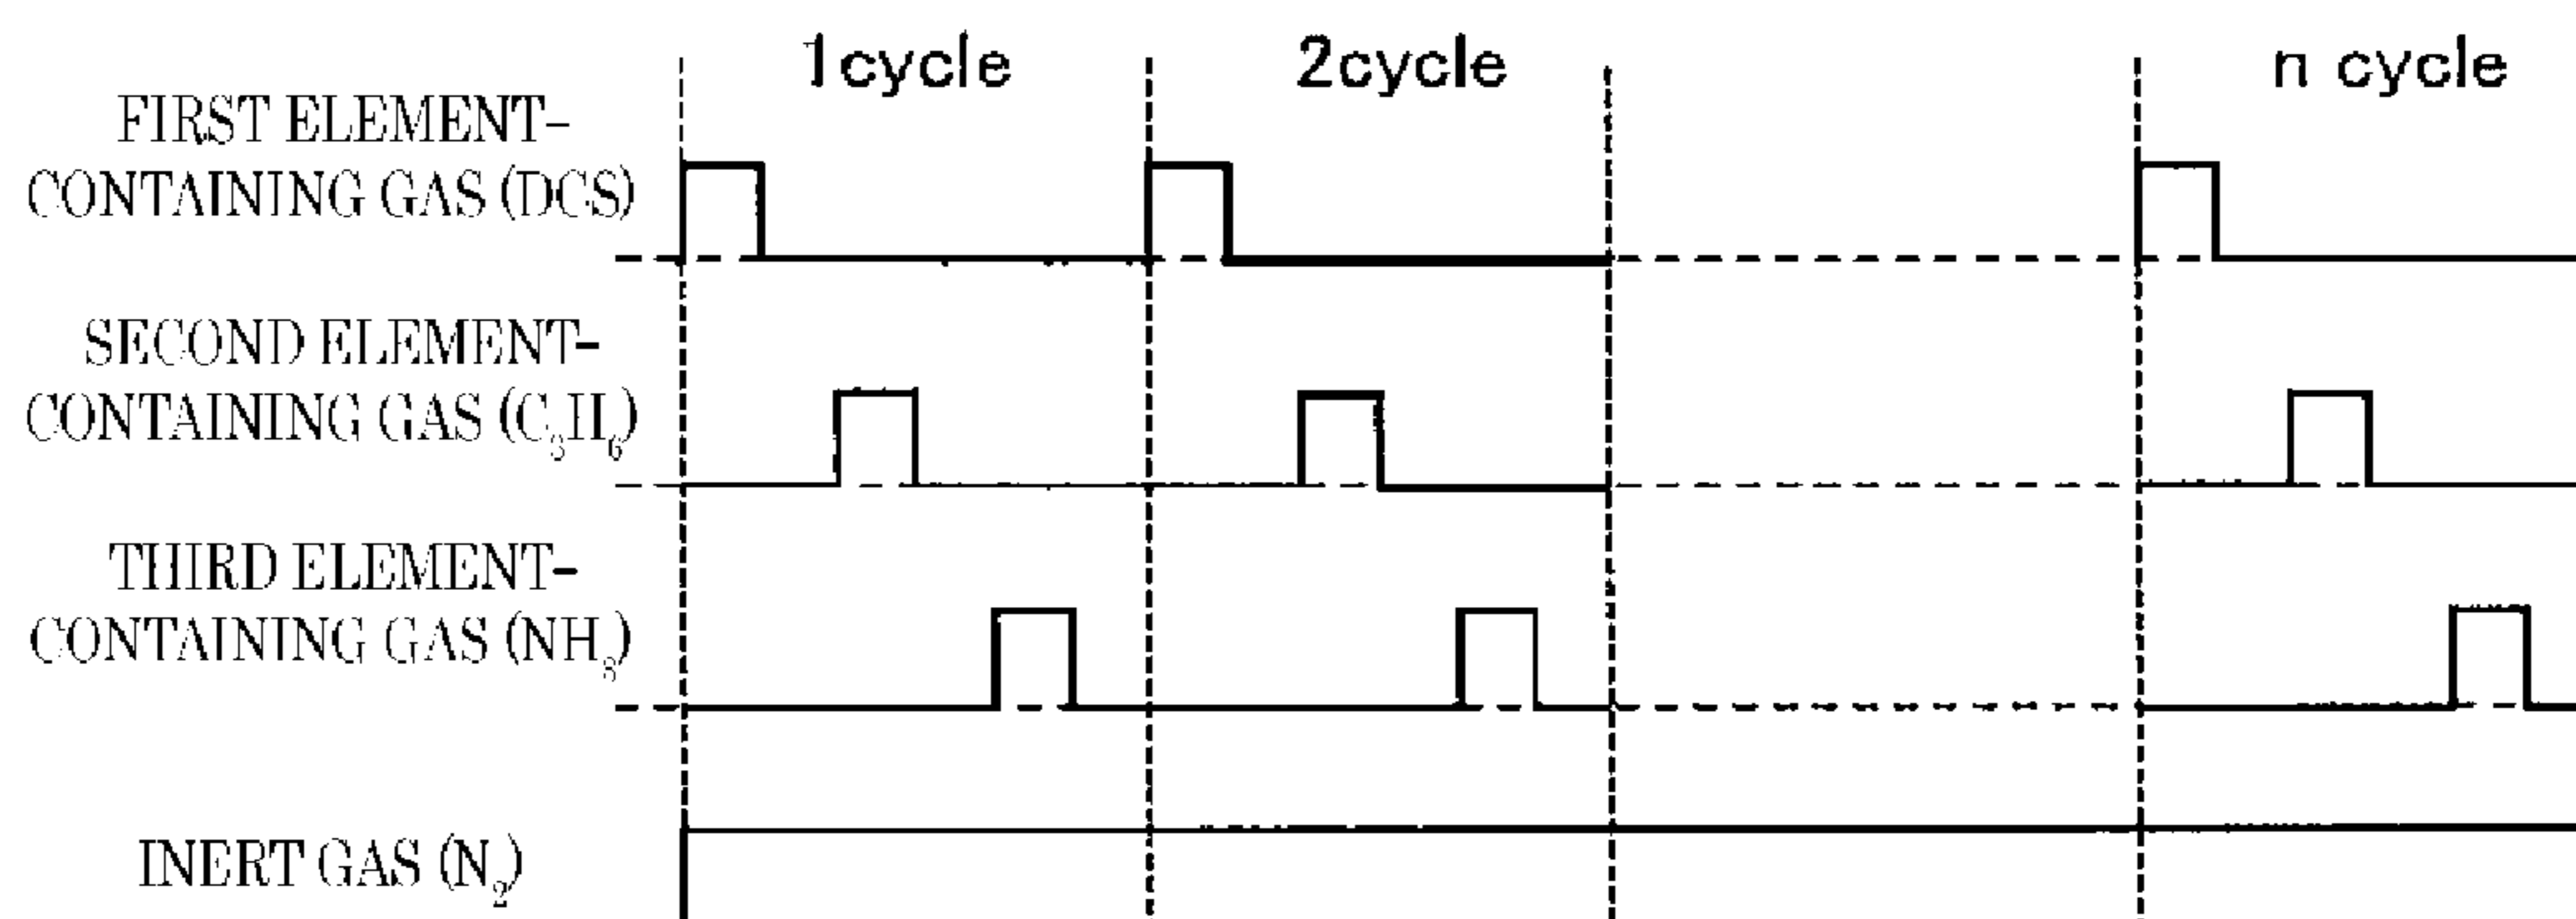 1cycle 2cycle n cycle
FIRST ELEMENT-
CONTAINING GAS (DCS)
SECOND ELEMENT-
CONTAINING GAS (C₃H₆)
THIRD ELEMENT-
CONTAINING GAS (NH₃)
INERT GAS (N₂)